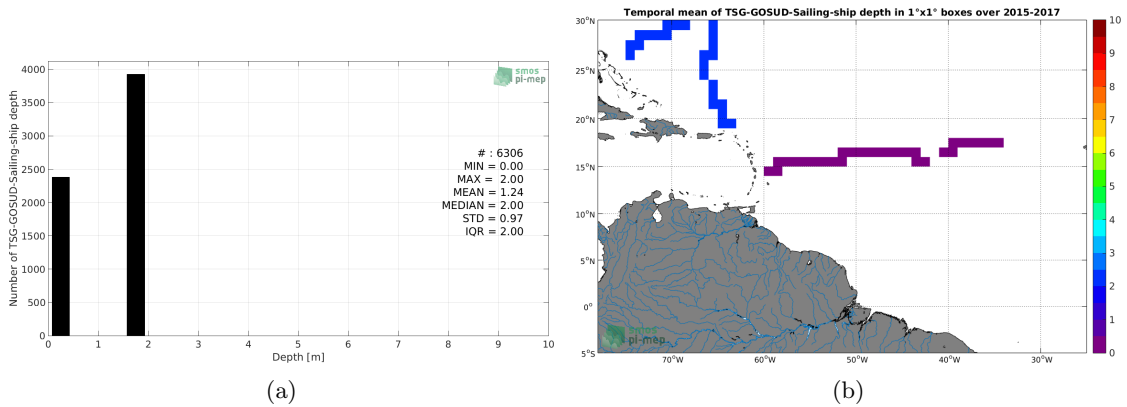 Temporal mean of TSG-GOSUD-Sailing-ship depth in 1°x1° boxes over 2015-2017
Number of TSG-GOSUD-Sailing-ship depth
4000
3500
3000
2500
2000
1500
1000
500
0
smos
pi-mep
# : 6306
MIN = 0.00
MAX = 2.00
MEAN = 1.24
MEDIAN = 2.00
STD = 0.97
IQR = 2.00
0 1 2 3 4 5 6 7 8 9 10
Depth [m]
(a)
30°N
25°N
20°N
15°N
10°N
5°N
0°
5°S
smos
pi-mep
70°W 60°W 50°W 40°W 30°W
10
9
8
7
6
5
4
3
2
1
0
(b)